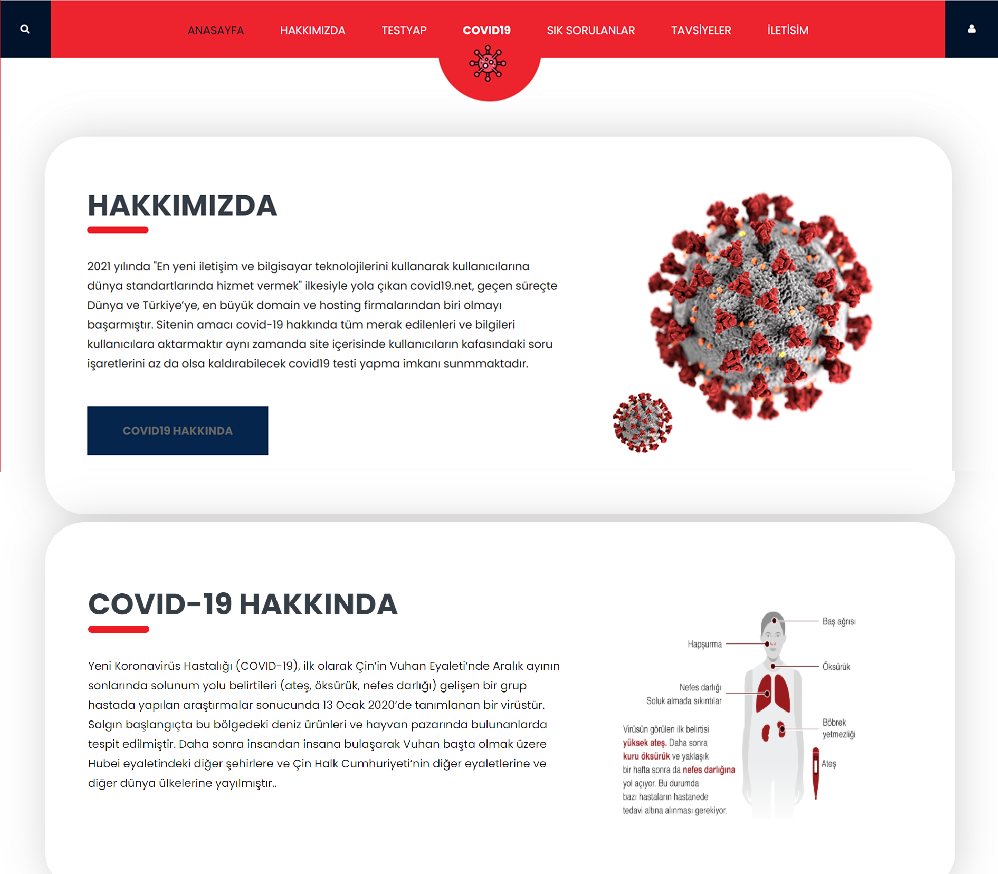 ANASAYFA HAKKIMIZDA TESTYAP COVID19 SIK SORULANLAR TAVSİYELER İLETİSİM
HAKKIMIZDA
2021 yılında "En yeni iletişim ve bilgisayar teknolojilerini kullanarak kullanıcılarına
dünya standartlarında hizmet vermek" ilkesiyle yola çıkan covid19.net, geçen süreçte
Dünya ve Türkiye’ye, en büyük domain ve hosting firmalarından biri olmayı
başarmıştır. Sitenin amacı covid-19 hakkında tüm merak edilenleri ve bilgileri
kullanıcılara aktarmaktır aynı zamanda site içerisinde kullanıcıların kafasındaki soru
işaretlerini az da olsa kaldırabilecek covid19 testi yapma imkanı sunmmaktadır.
COVID19 HAKKINDA
COVID-19 HAKKINDA
Yeni Koronavirüs Hastalığı (COVID-19), ilk olarak Çin’in Vuhan Eyaleti’nde Aralık ayının
sonlarında solunum yolu belirtileri (ateş, öksürük, nefes darlığı) gelişen bir grup
hastada yapılan araştırmalar sonucunda 13 Ocak 2020’de tanımlanan bir virüstür.
Salgın başlangıçta bu bölgedeki deniz ürünleri ve hayvan pazarında bulunanlarda
tespit edilmiştir. Daha sonra insandan insana bulaşarak Vuhan başta olmak üzere
Hubei eyaletindeki diğer şehirlere ve Çin Halk Cumhuriyeti’nin diğer eyaletlerine ve
diğer dünya ülkelerine yayılmıştır..
Baş ağrısı
Hapşurma
Öksürük
Nefes darlığı
Soluk almada sıkıntılar
Böbrek
yetmezliği
Ateş
Virüsün görülen ilk belirtisi
yüksek ateş. Daha sonra
kuru öksürük ve yaklaşık
bir hafta sonra da nefes darlığına
yol açıyor. Bu durumda
bazı hastaların hastanede
tedavi altına alınması gerekiyor.